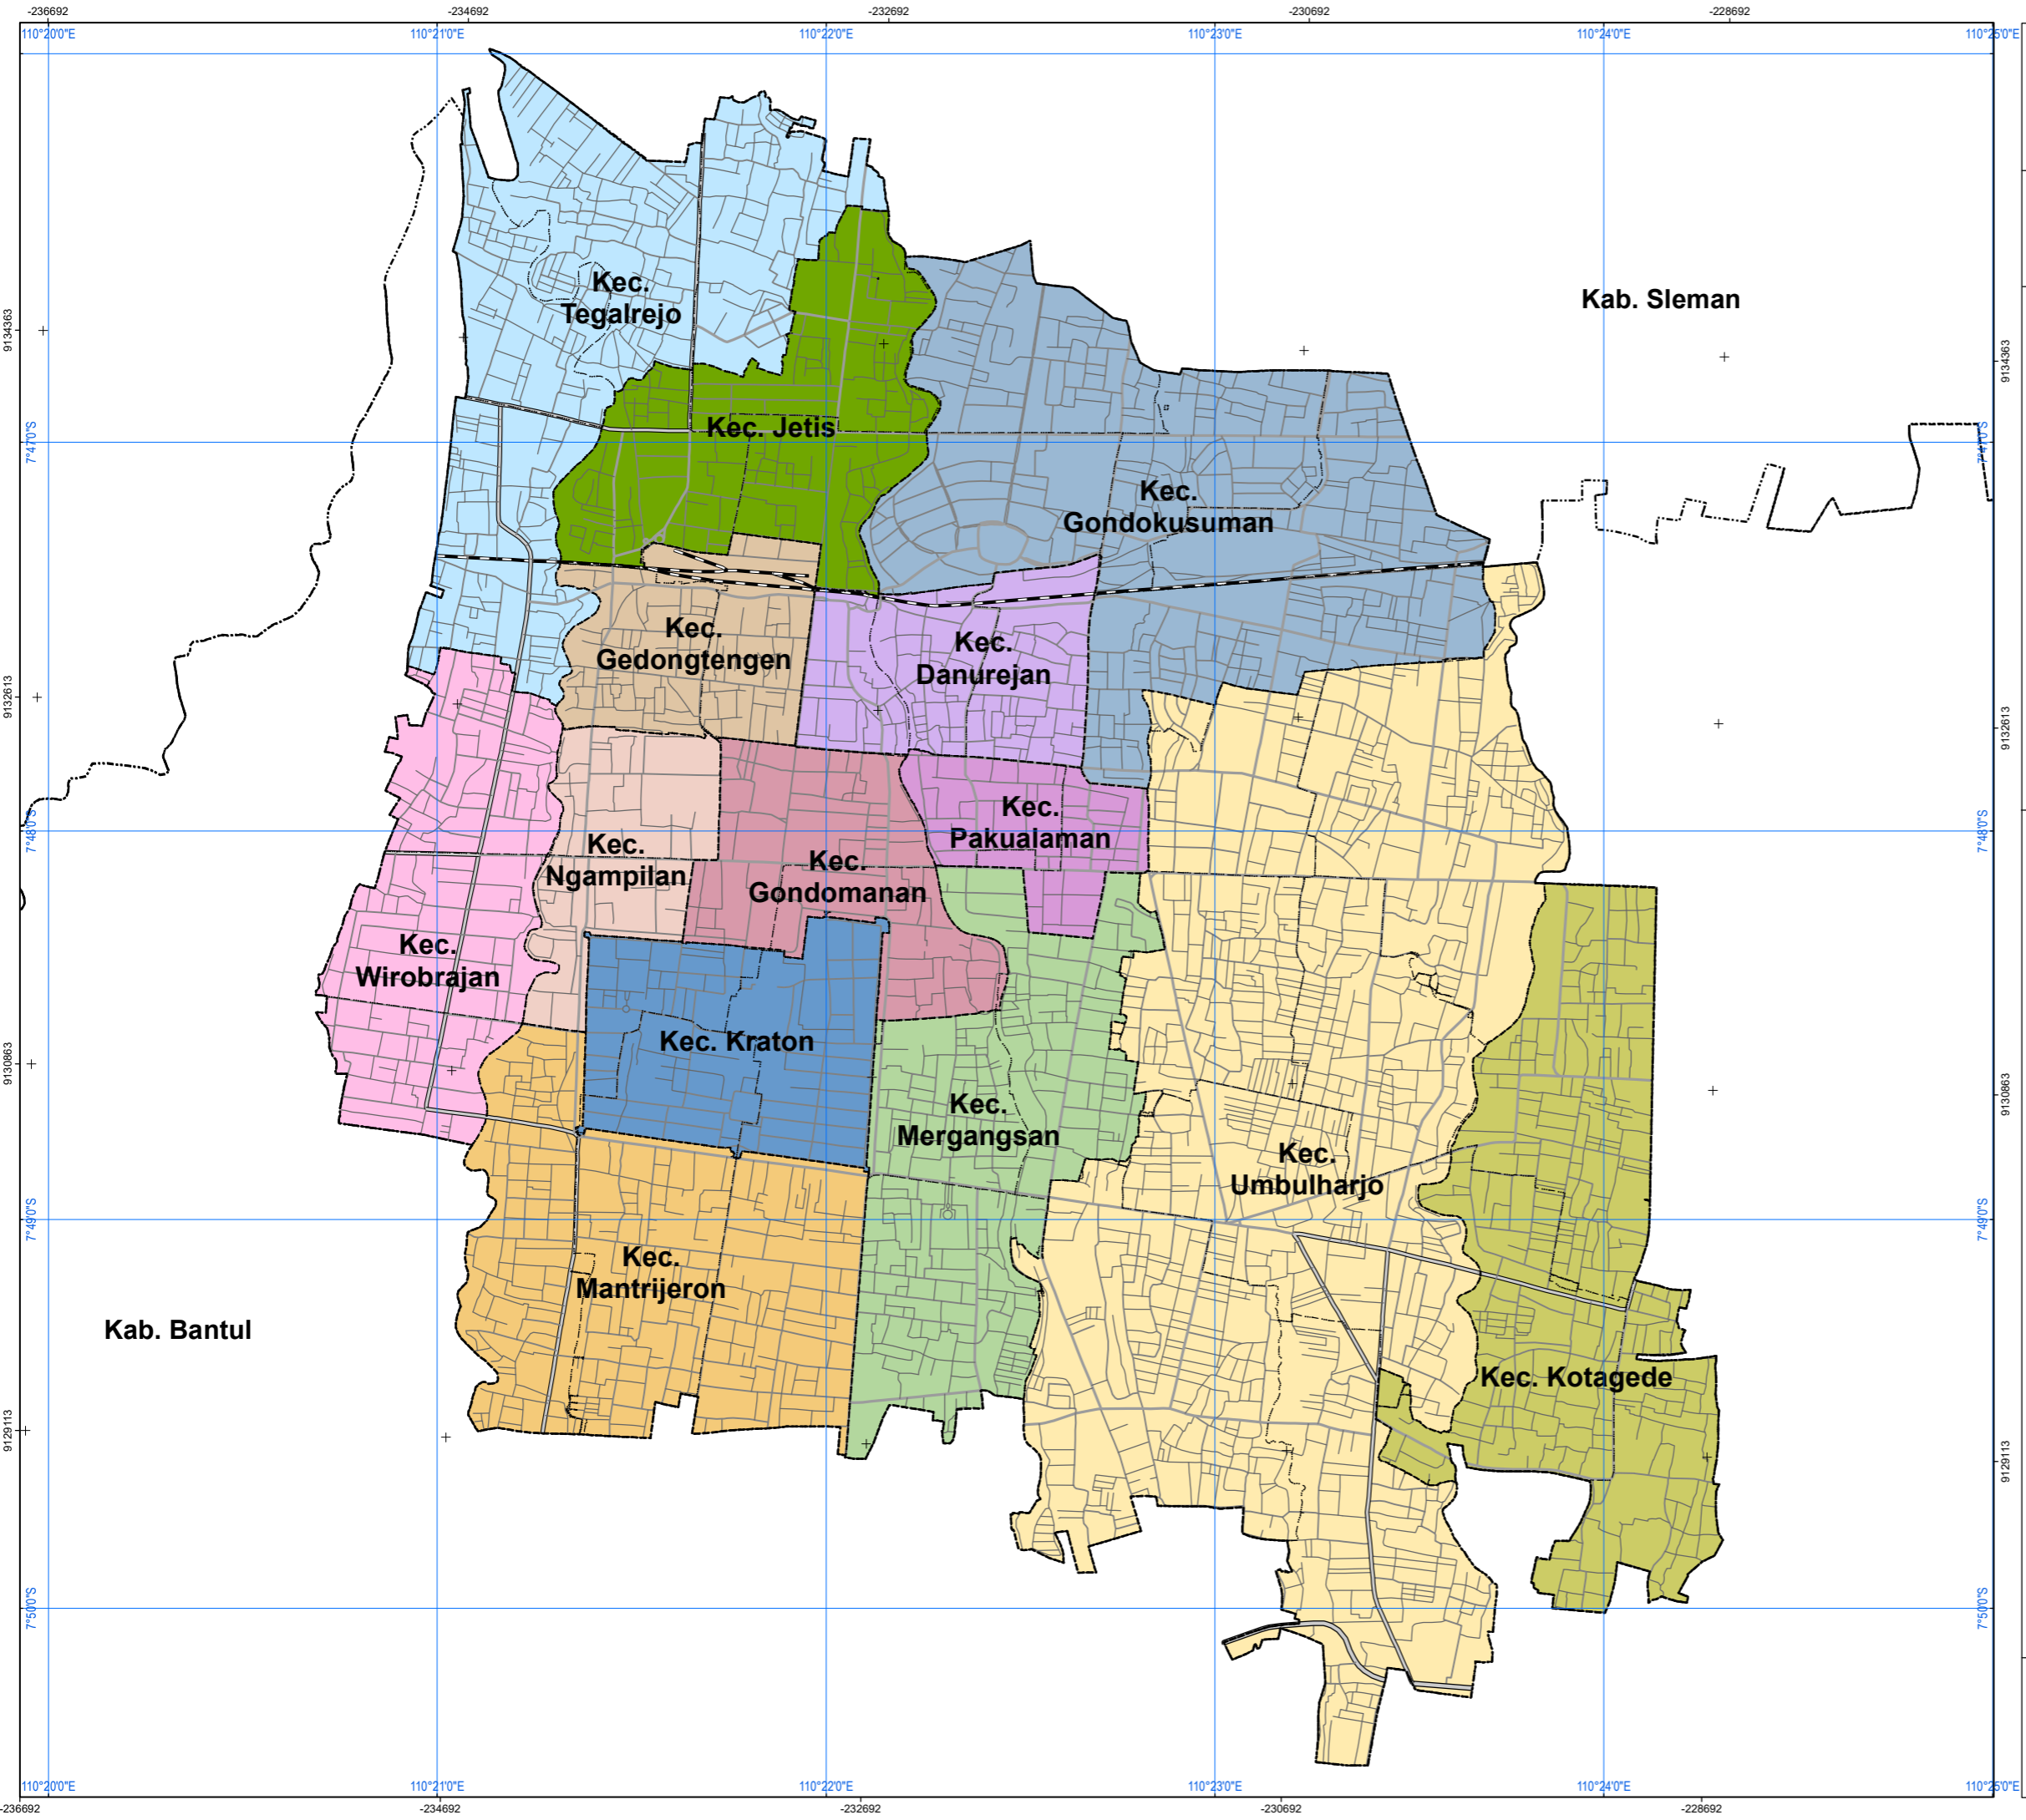 -236692
-234692
-232692
-230692
-228692
110°20'0"E
110°21'0"E
110°22'0"E
110°23'0"E
110°24'0"E
110°25'0"E
Kec.
Tegalrejo
Kab. Sleman
9134363
9134363
Kec. Jetis
7°47'0"S
7°47'0"S
Kec.
Gondokusuman
Kec.
Gedongtengen
Kec.
Danurejan
9132613
9132613
Kec.
Pakualaman
7°48'0"S
7°48'0"S
Kec.
Ngampilan
Kec.
Gondomanan
Kec.
Wirobrajan
Kec. Kraton
9130863
9130863
Kec.
Mergangsan
Kec.
Umbulharjo
7°49'0"S
7°49'0"S
Kec.
Mantrijeron
Kab. Bantul
Kec. Kotagede
9129113
9129113
7°50'0"S
7°50'0"S
110°20'0"E
110°21'0"E
110°22'0"E
110°23'0"E
110°24'0"E
110°25'0"E
-236692
-234692
-232692
-230692
-228692